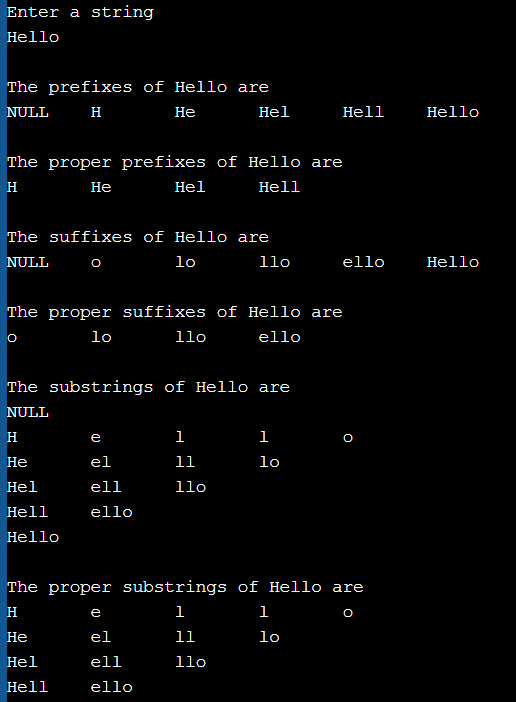 Enter a string
Hello
The prefixes of Hello are
NULL H He Hel Hell Hello
The proper prefixes of Hello are
H He Hel Hell
The suffixes of Hello are
NULL o lo llo ello Hello
The proper suffixes of Hello are
o lo llo ello
The substrings of Hello are
NULL
H e l l o
He el ll lo
Hel ell llo
Hell ello
Hello
The proper substrings of Hello are
H e l l o
He el ll lo
Hel ell llo
Hell ello